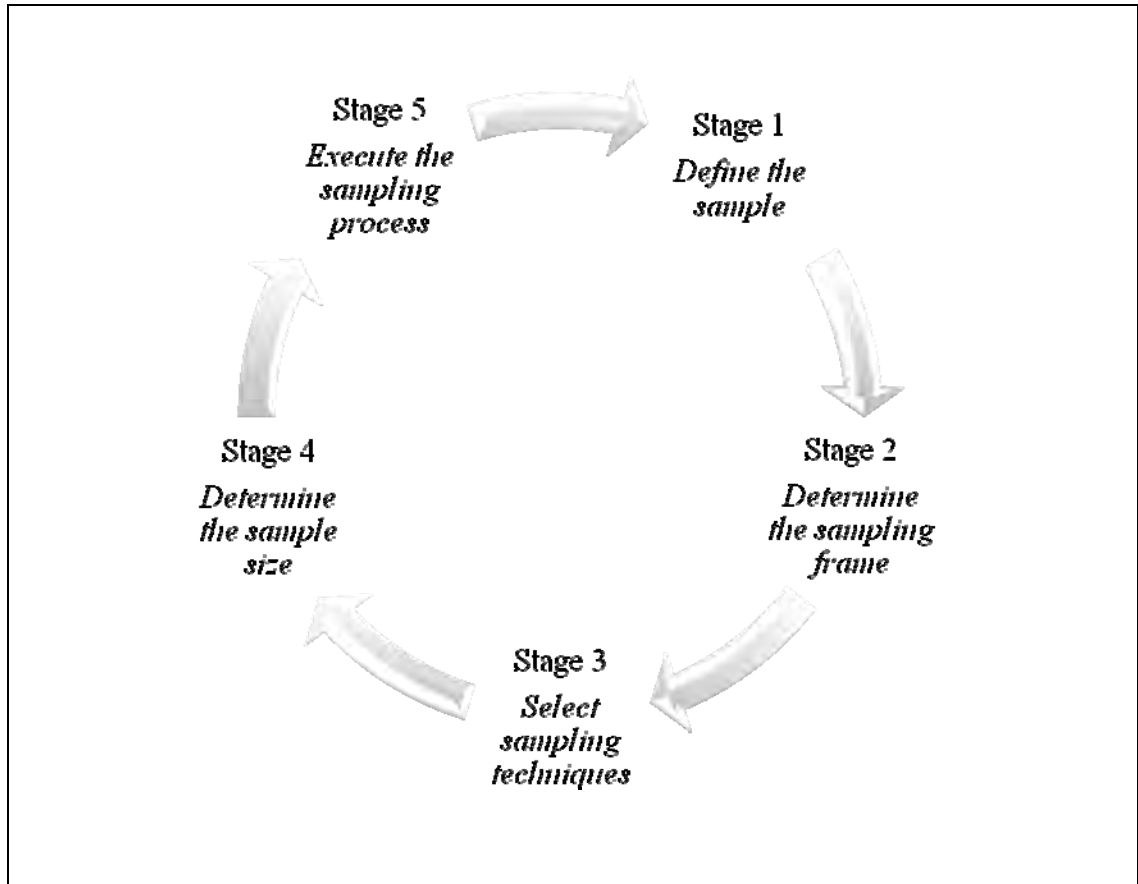 Stage 1
Define the
sample
Stage 2
Determine
the sampling
frame
Stage 3
Select
sampling
techniques
Stage 4
Determine
the sample
size
Stage 5
Execute the
sampling
process